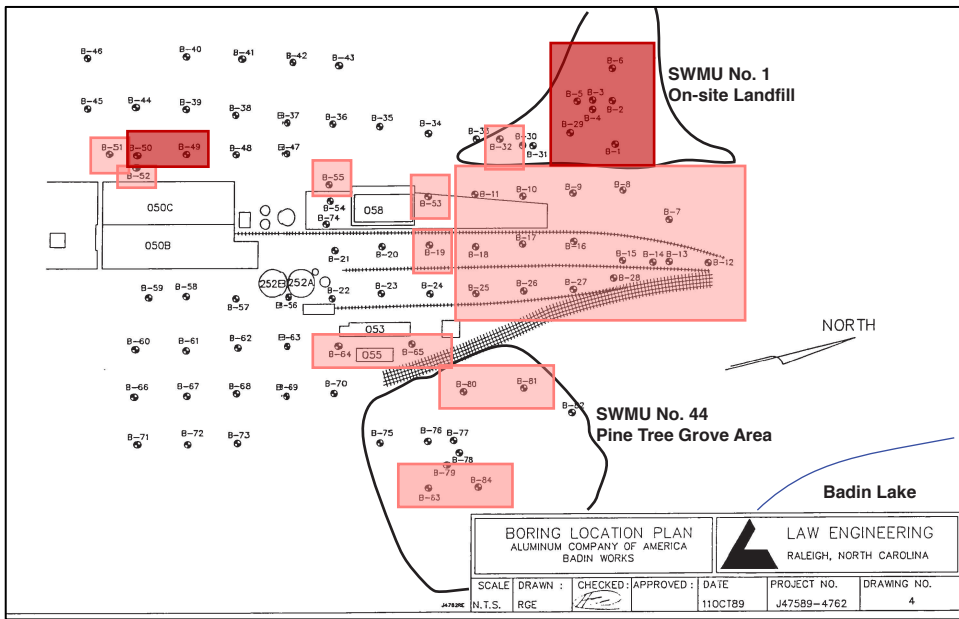 B-46
B-40
B-41
B-42
B-43
B-6
SWMU No. 1
On-site Landfill
B-45
B-44
B-39
B-38
B-37
B-36
B-35
B-34
B-33
B-32
B-30
B-31
B-5
B-3
B-2
B-4
B-29
B-1
B-51
B-50
B-49
B-48
B-47
B-52
B-55
B-54
B-74
B-53
B-11
B-10
B-9
B-8
B-7
050C
050B
058
B-21
B-20
B-19
B-18
B-17
B-16
B-15
B-14
B-13
B-12
B-28
B-59
B-58
B-57
252B
252A
B-56
B-22
B-23
B-24
B-25
B-26
B-27
053
055
NORTH
B-60
B-61
B-62
B-63
B-64
B-65
B-66
B-67
B-68
B-69
B-70
B-80
B-81
B-82
SWMU No. 44
Pine Tree Grove Area
B-71
B-72
B-73
B-75
B-76
B-77
B-78
B-79
B-83
B-84
Badin Lake
BORING LOCATION PLAN
ALUMINUM COMPANY OF AMERICA
BADIN WORKS
LAW ENGINEERING
RALEIGH, NORTH CAROLINA
SCALE DRAWN : CHECKED: APPROVED : DATE PROJECT NO. DRAWING NO.
N.T.S. RGE 11OCT89 J47589-4762 4